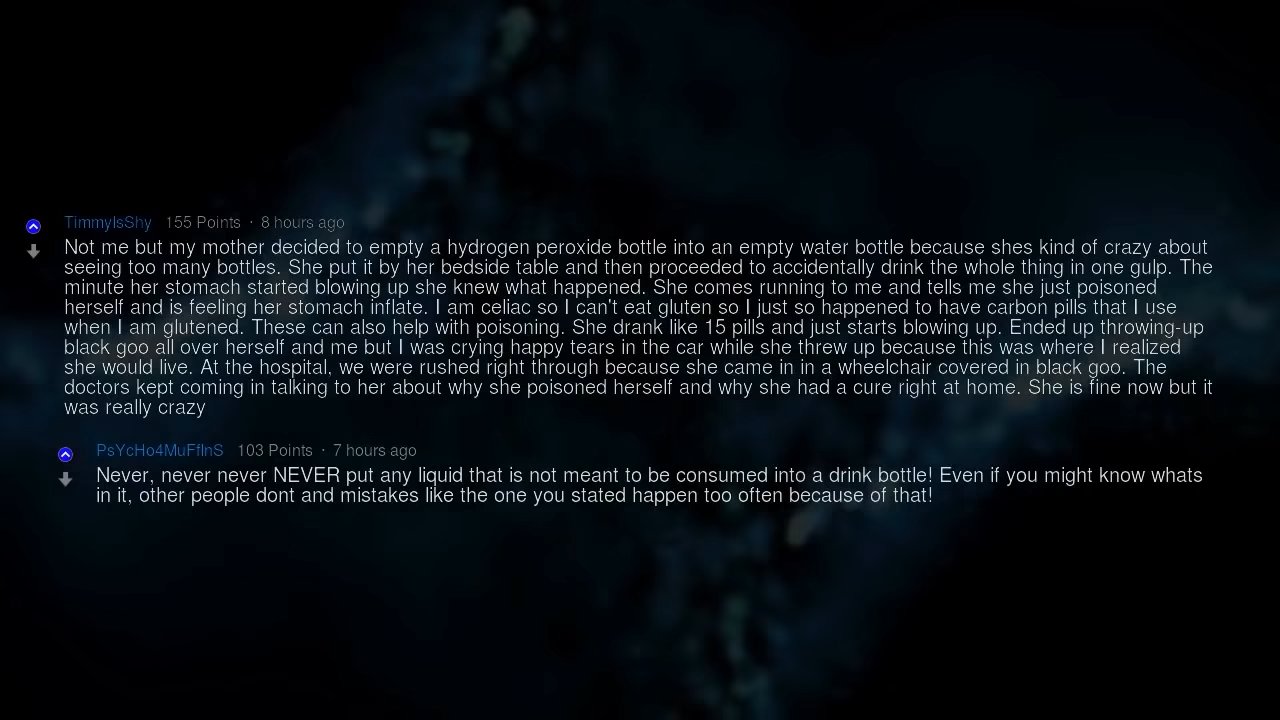 TimmyIsShy 155 Points · 8 hours ago
Not me but my mother decided to empty a hydrogen peroxide bottle into an empty water bottle because shes kind of crazy about
seeing too many bottles. She put it by her bedside table and then proceeded to accidentally drink the whole thing in one gulp. The
minute her stomach started blowing up she knew what happened. She comes running to me and tells me she just poisoned
herself and is feeling her stomach inflate. I am celiac so I can't eat gluten so I just so happened to have carbon pills that I use
when I am glutened. These can also help with poisoning. She drank like 15 pills and just starts blowing up. Ended up throwing-up
black goo all over herself and me but I was crying happy tears in the car while she threw up because this was where I realized
she would live. At the hospital, we were rushed right through because she came in in a wheelchair covered in black goo. The
doctors kept coming in talking to her about why she poisoned herself and why she had a cure right at home. She is fine now but it
was really crazy
PsYcHo4MuFfInS 103 Points · 7 hours ago
Never, never never NEVER put any liquid that is not meant to be consumed into a drink bottle! Even if you might know whats
in it, other people dont and mistakes like the one you stated happen too often because of that!